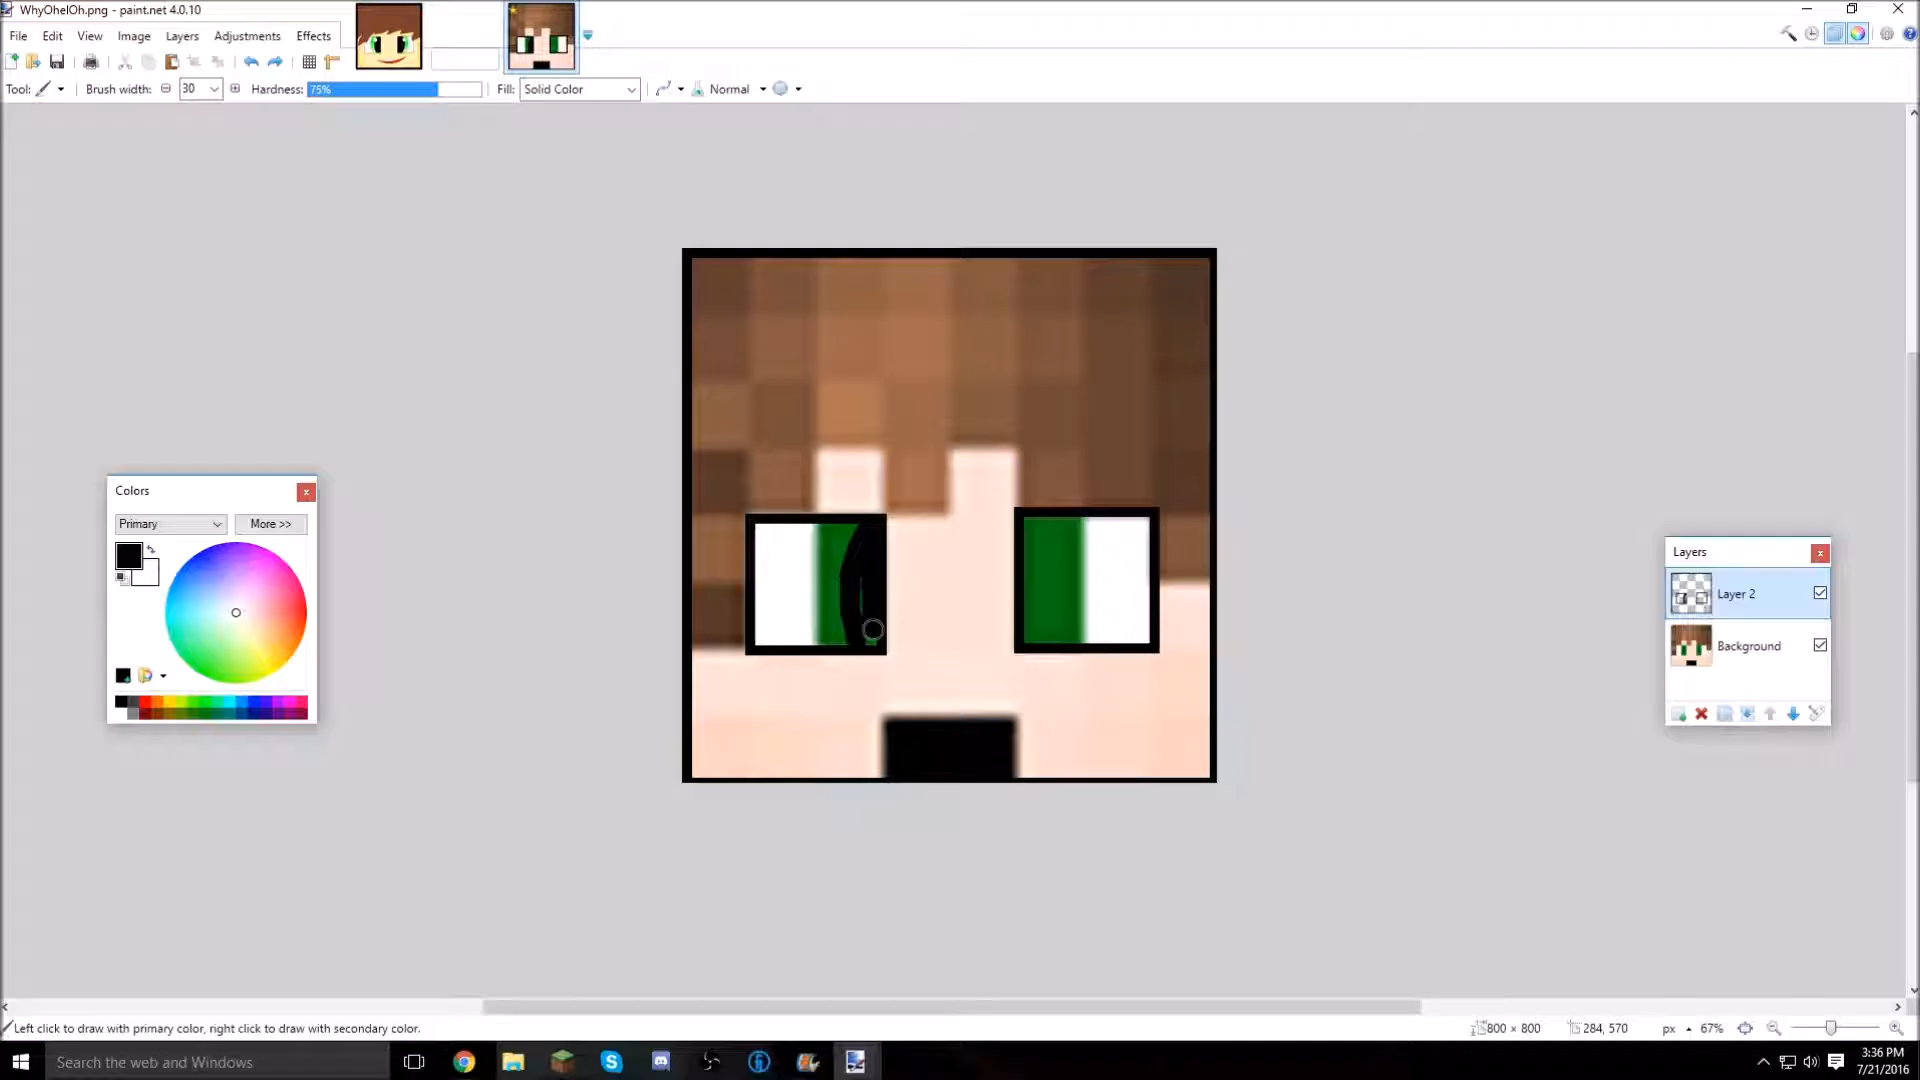 WhyOhelOh.png - paint.net 4.0.10
File Edit View Image Layers Adjustments Effects
Tool: Brush width: 30 Hardness: 75% Fill: Solid Color Normal
Colors
Primary More >>
Layers
Layer 2
Background
Left click to draw with primary color, right click to draw with secondary color.
800 × 800 284, 570 px 67%
Search the web and Windows
3:36 PM
7/21/2016